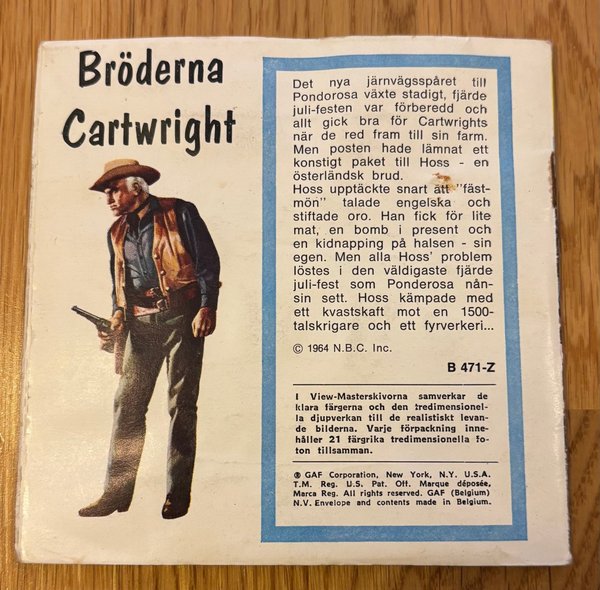 Bröderna
Cartwright
Det nya järnvägsspåret till
Pondorosa växte stadigt, fjärde
juli-festen var förberedd och
allt gick bra för Cartwrights
när de red fram till sin farm.
Men posten hade lämnat ett
konstigt paket till Hoss - en
österländsk brud.
Hoss upptäckte snart ätt "fäst-
mön" talade engelska och
stiftade oro. Han fick för lite
mat, en bomb i present och
en kidnapping på halsen - sin
egen. Men alla Hoss' problem
löstes i den väldigaste fjärde
juli-fest som Ponderosa nån-
sin sett. Hoss kämpade med
ett kvastskaft mot en 1500-
talskrigare och ett fyrverkeri...
© 1964 N.B.C. Inc.
B 471-Z
I View-Masterskivorna samverkar de
klara färgerna och den tredimensionel-
la djupverkan till de realistiskt levan-
de bilderna. Varje förpackning inne-
håller 21 färgrika tredimensionella fo-
ton tillsamman.
® GAF Corporation, New York, N.Y. U.S.A.
T.M. Reg. U.S. Pat. Off. Marque déposée,
Marca Reg. All rights reserved. GAF (Belgium)
N.V. Envelope and contents made in Belgium.